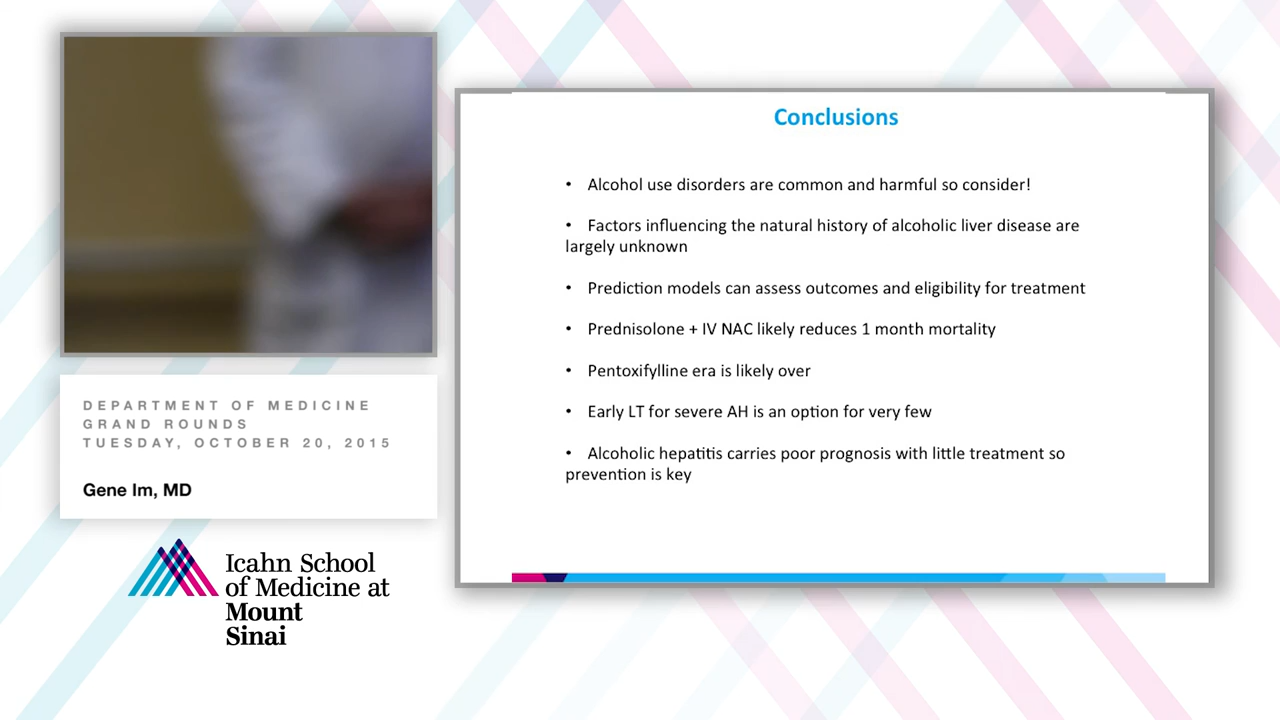 DEPARTMENT OF MEDICINE
GRAND ROUNDS
TUESDAY, OCTOBER 20, 2015
Gene Im, MD
Icahn School
of Medicine at
Mount
Sinai
Conclusions
• Alcohol use disorders are common and harmful so consider!
• Factors influencing the natural history of alcoholic liver disease are
largely unknown
• Prediction models can assess outcomes and eligibility for treatment
• Prednisolone + IV NAC likely reduces 1 month mortality
• Pentoxifylline era is likely over
• Early LT for severe AH is an option for very few
• Alcoholic hepatitis carries poor prognosis with little treatment so
prevention is key